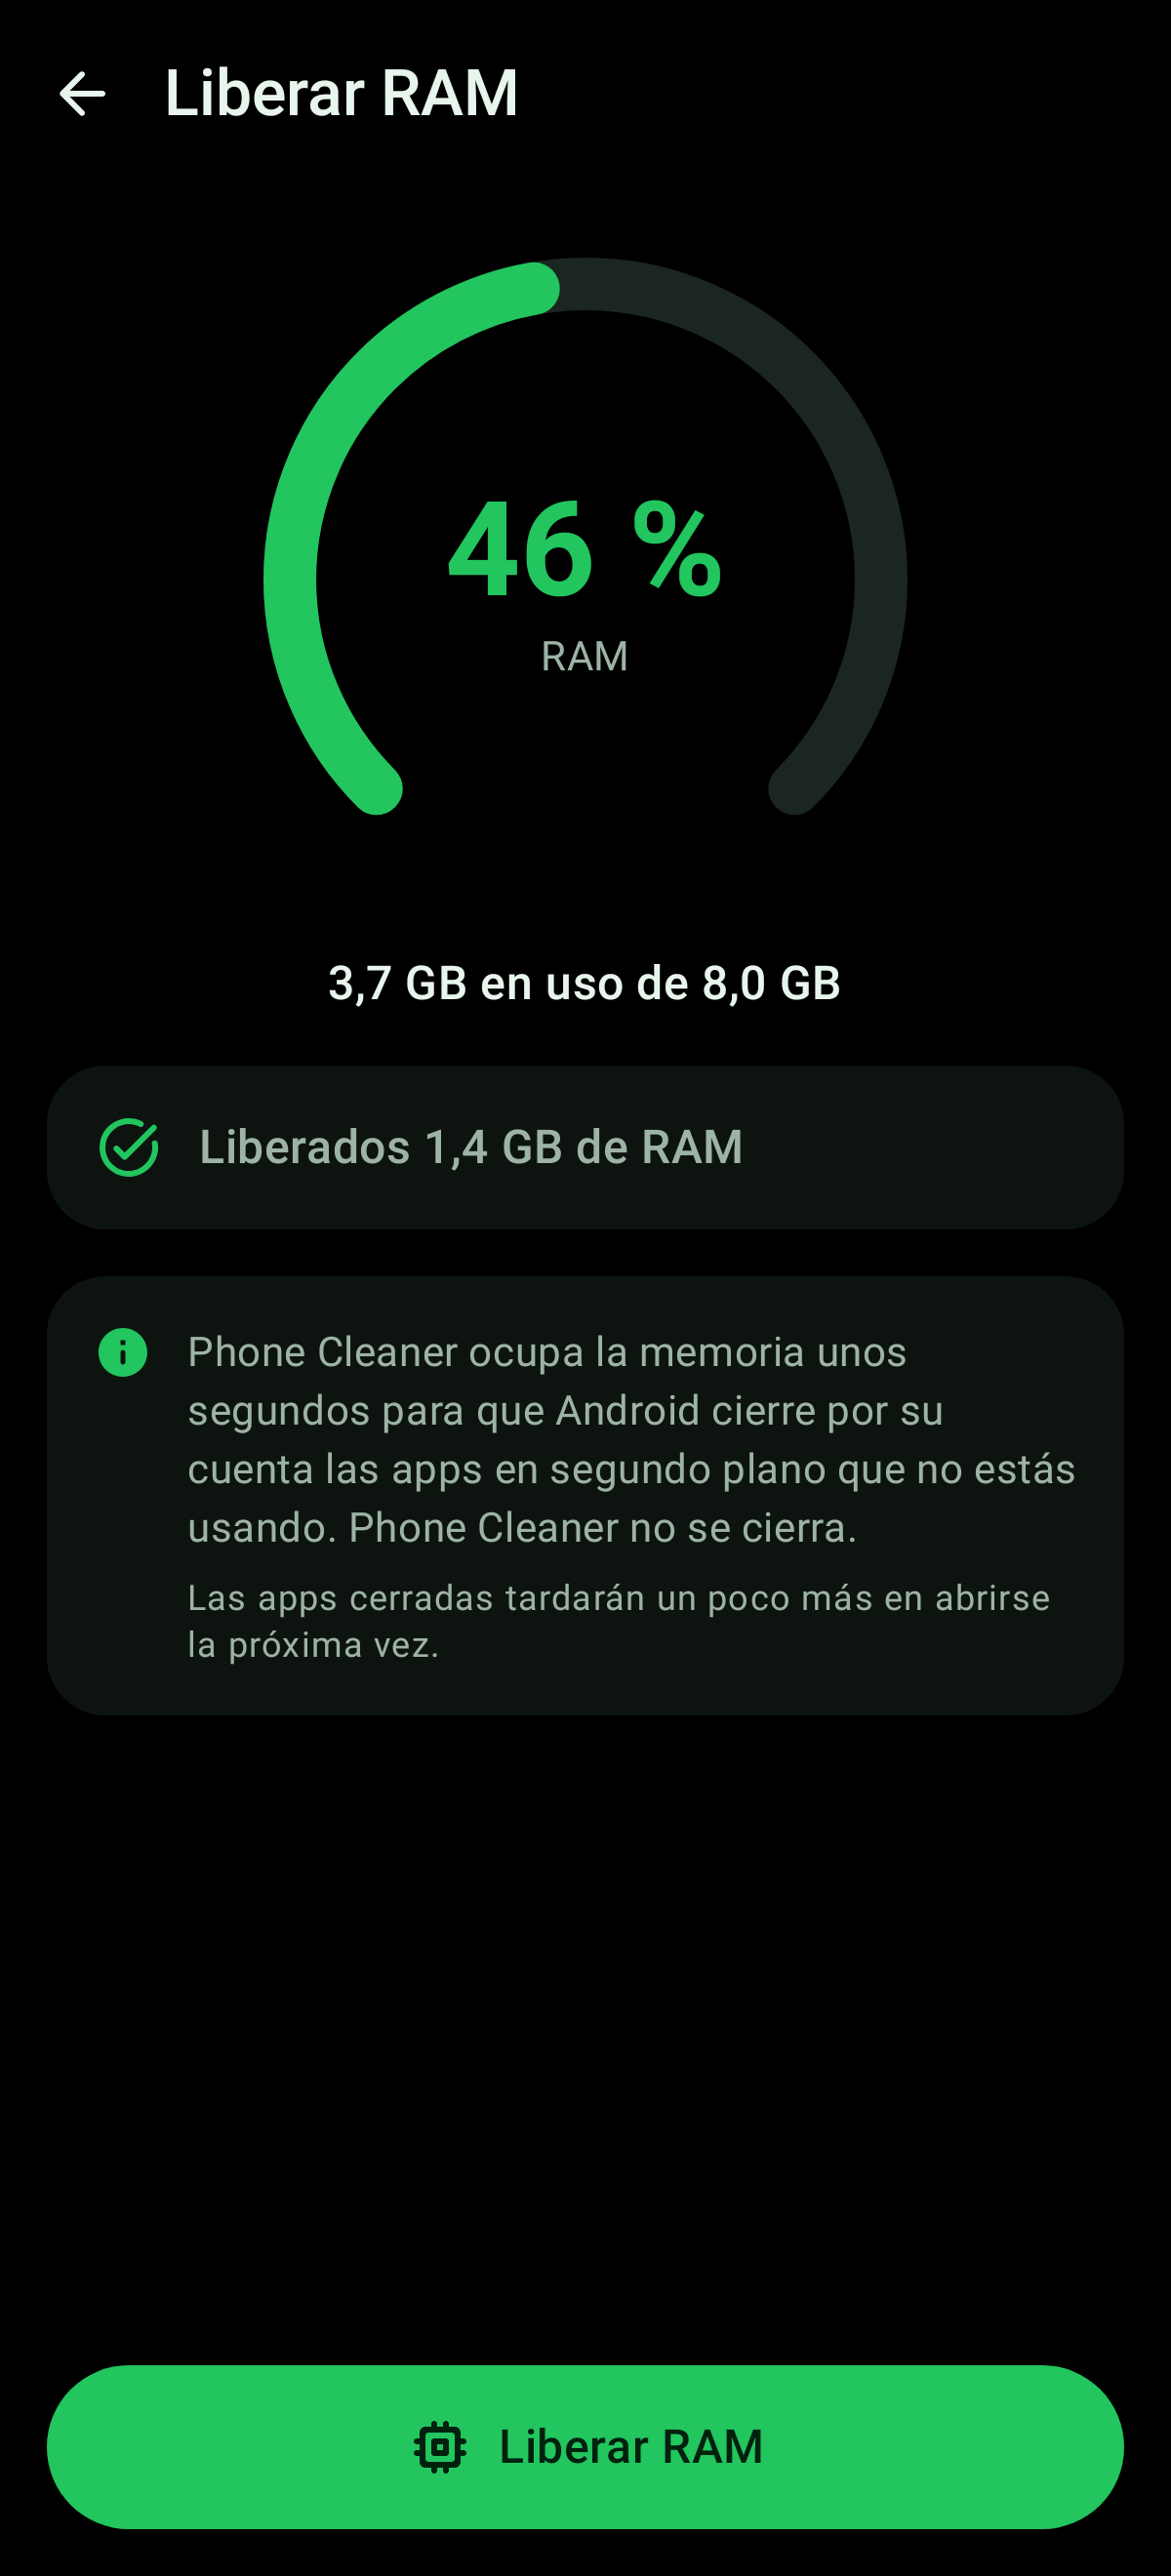 Liberar RAM
46 %
RAM
3,7 GB en uso de 8,0 GB
Liberados 1,4 GB de RAM
Phone Cleaner ocupa la memoria unos
segundos para que Android cierre por su
cuenta las apps en segundo plano que no estás
usando. Phone Cleaner no se cierra.
Las apps cerradas tardarán un poco más en abrirse
la próxima vez.
Liberar RAM